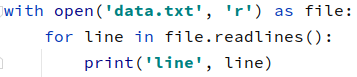 with open('data.txt', 'r') as file:
    for line in file.readlines():
        print('line', line)